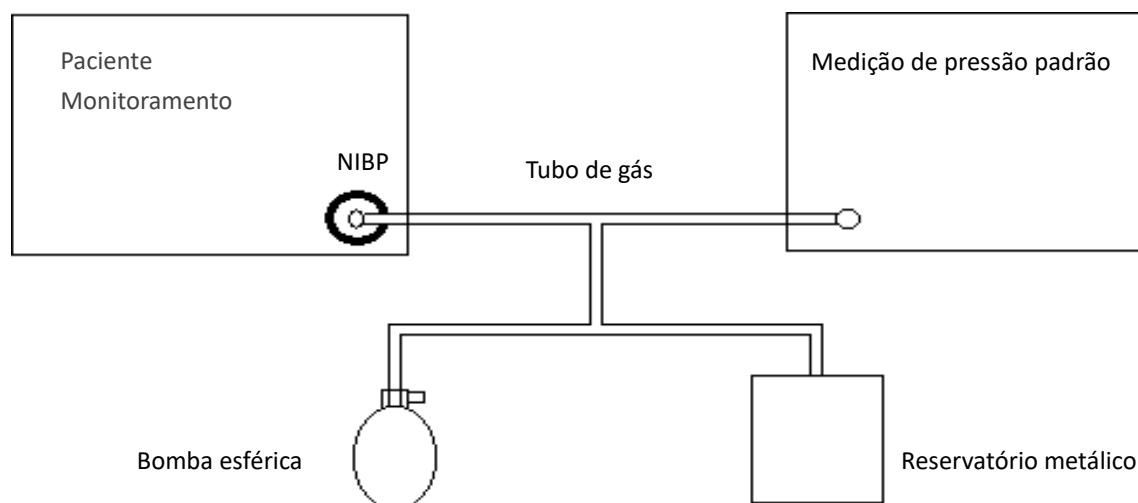 Paciente
Monitoramento
Medição de pressão padrão
NIBP
Tubo de gás
Bomba esférica
Reservatório metálico